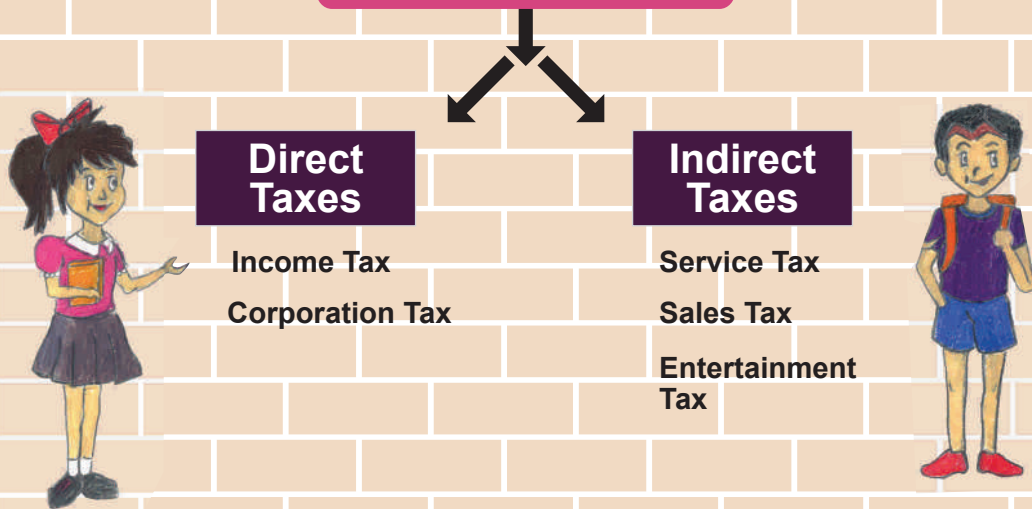 Direct
Taxes
Income Tax
Corporation Tax
Indirect
Taxes
Service Tax
Sales Tax
Entertainment
Tax